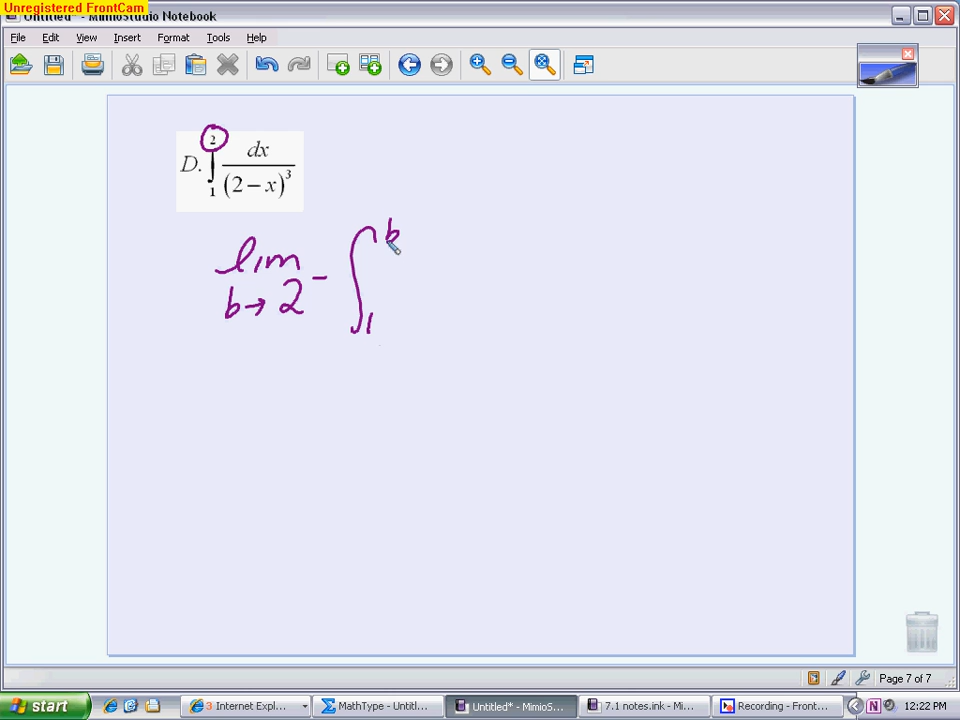 Unregistered FrontCam
Untitled* - MimioStudio Notebook
File Edit View Insert Format Tools Help
D. ∫₁² dx/(2−x)³
lim b→2⁻ ∫₁ᵇ
Page 7 of 7
start 3 Internet Explo... MathType - Untitl... Untitled* - MimioS... 7.1 notes.ink - Mi... Recording - Front... N 12:22 PM